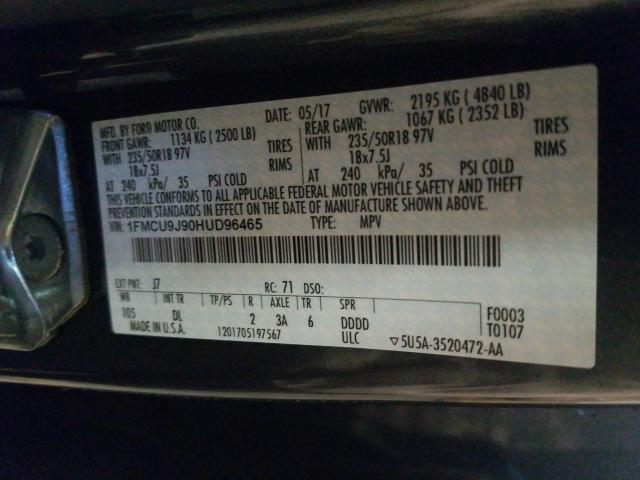 MFD. BY FORD MOTOR CO. DATE: 05/17 GVWR: 2195 KG ( 4840 LB)
FRONT GAWR: 1134 KG ( 2500 LB) REAR GAWR: 1067 KG ( 2352 LB)
WITH 235/50R18 97V TIRES WITH 235/50R18 97V TIRES
18x7.5J RIMS 18x7.5J RIMS
AT 240 kPa/ 35 PSI COLD AT 240 kPa/ 35 PSI COLD
THIS VEHICLE CONFORMS TO ALL APPLICABLE FEDERAL MOTOR VEHICLE SAFETY AND THEFT
PREVENTION STANDARDS IN EFFECT ON THE DATE OF MANUFACTURE SHOWN ABOVE.
VIN: 1FMCU9J90HUD96465 TYPE: MPV
EXT PNT: J7 RC: 71 DSO:
WB INT TR TP/PS R AXLE TR SPR F0003
105 DL 2 3A 6 DDDD T0107
MADE IN U.S.A. 1201705197567 ULC ▽5U5A-3520472-AA